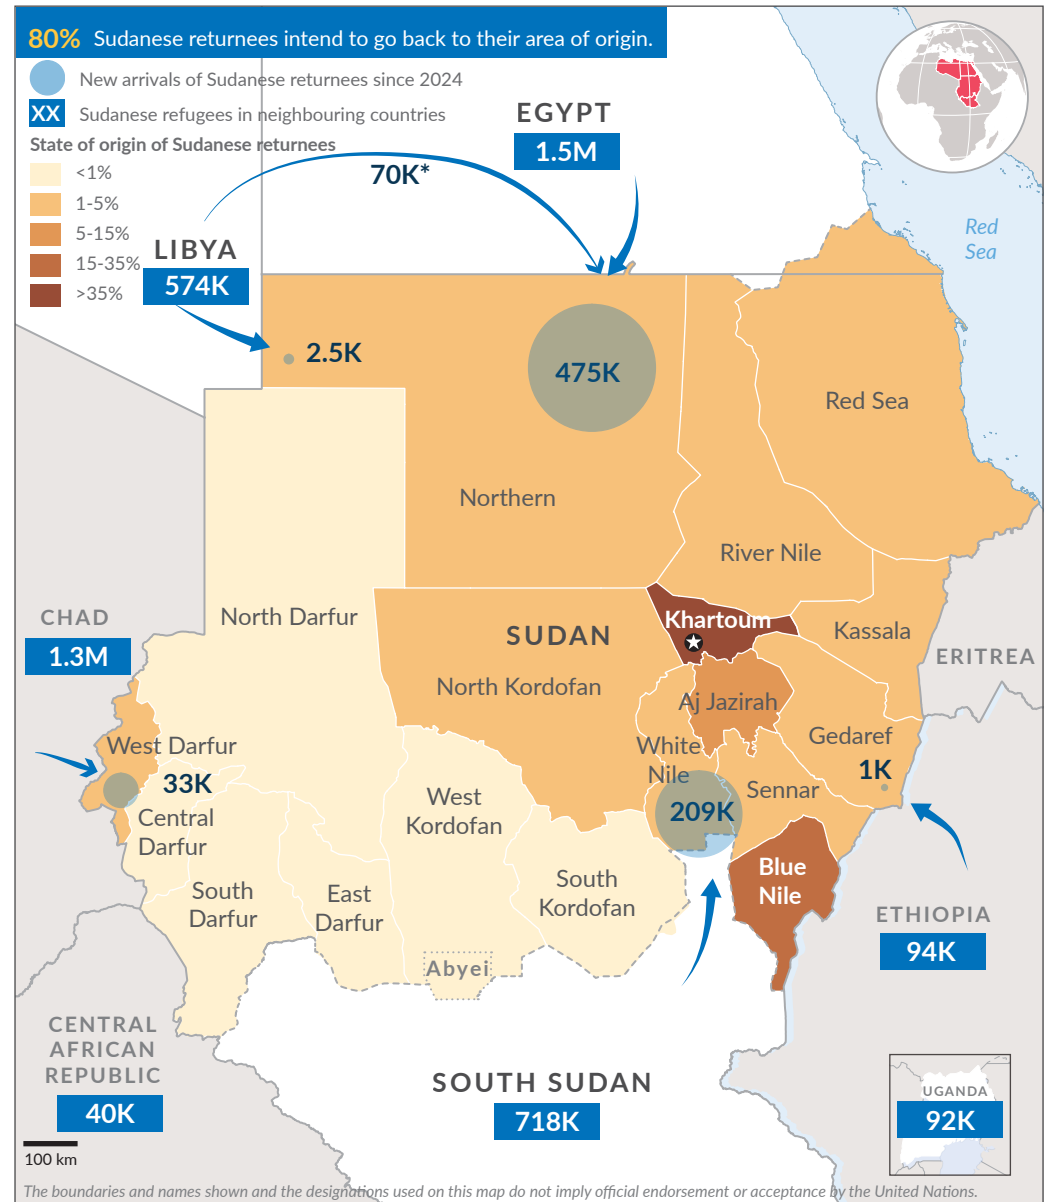 80% Sudanese returnees intend to go back to their area of origin.
New arrivals of Sudanese returnees since 2024
XX Sudanese refugees in neighbouring countries
State of origin of Sudanese returnees
<1%
1-5%
5-15%
15-35%
>35%
EGYPT
1.5M
70K*
LIBYA
574K
2.5K
475K
Red
Sea
Red Sea
Northern
River Nile
North Darfur
CHAD
1.3M
SUDAN
Khartoum
Kassala
ERITREA
North Kordofan
Aj Jazirah
White
Nile
Gedaref
1K
West Darfur
33K
Central
Darfur
West
Kordofan
209K
Sennar
Blue
Nile
South
Darfur
East
Darfur
South
Kordofan
Abyei
ETHIOPIA
94K
CENTRAL
AFRICAN
REPUBLIC
40K
SOUTH SUDAN
718K
UGANDA
92K
100 km
The boundaries and names shown and the designations used on this map do not imply official endorsement or acceptance by the United Nations.